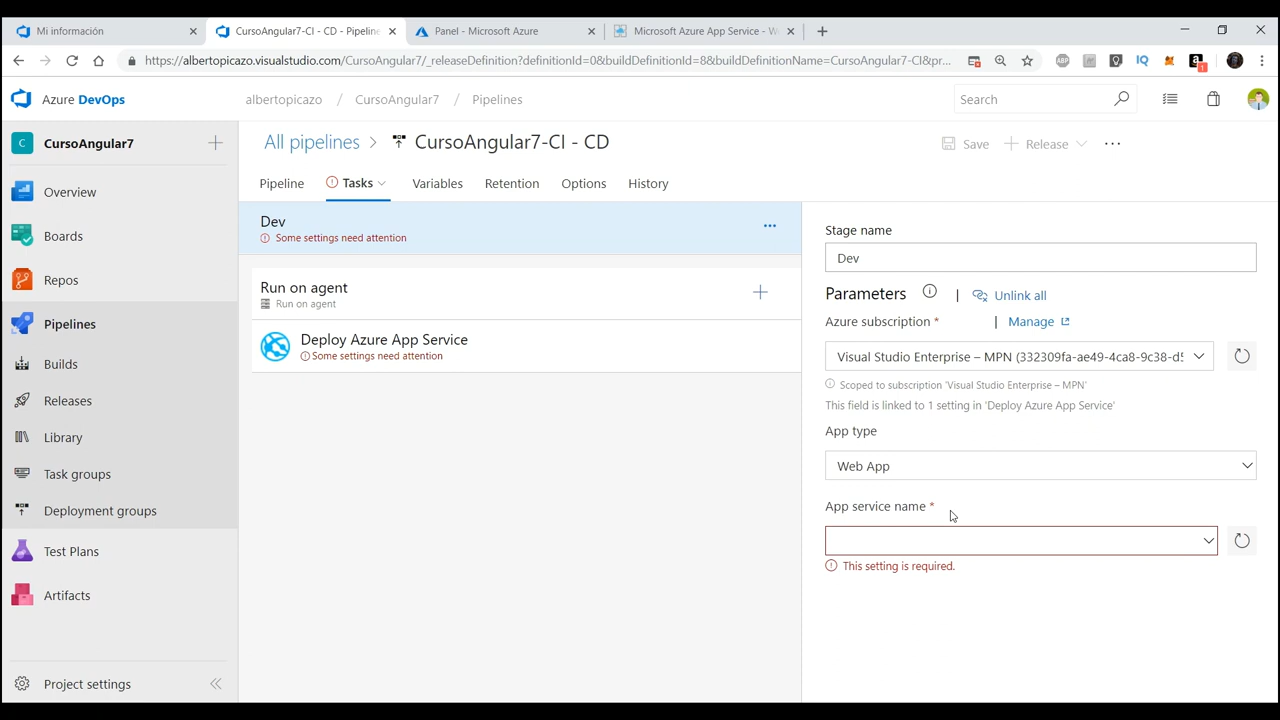 Mi información
CursoAngular7-CI - CD - Pipeline
Panel - Microsoft Azure
Microsoft Azure App Service - We
https://albertopicazo.visualstudio.com/CursoAngular7/_releaseDefinition?definitionId=0&buildDefinitionId=8&buildDefinitionName=CursoAngular7-CI&pr...
ABP
IQ
a
1
Azure DevOps
albertopicazo / CursoAngular7 / Pipelines
Search
C CursoAngular7
Overview
Boards
Repos
Pipelines
Builds
Releases
Library
Task groups
Deployment groups
Test Plans
Artifacts
Project settings
All pipelines > CursoAngular7-CI - CD
Save
Release
...
Pipeline
Tasks
Variables
Retention
Options
History
Dev
Some settings need attention
...
Run on agent
Run on agent
Deploy Azure App Service
Some settings need attention
Stage name
Dev
Parameters | Unlink all
Azure subscription * | Manage
Visual Studio Enterprise – MPN (332309fa-ae49-4ca8-9c38-d5
Scoped to subscription 'Visual Studio Enterprise – MPN'
This field is linked to 1 setting in 'Deploy Azure App Service'
App type
Web App
App service name *
This setting is required.